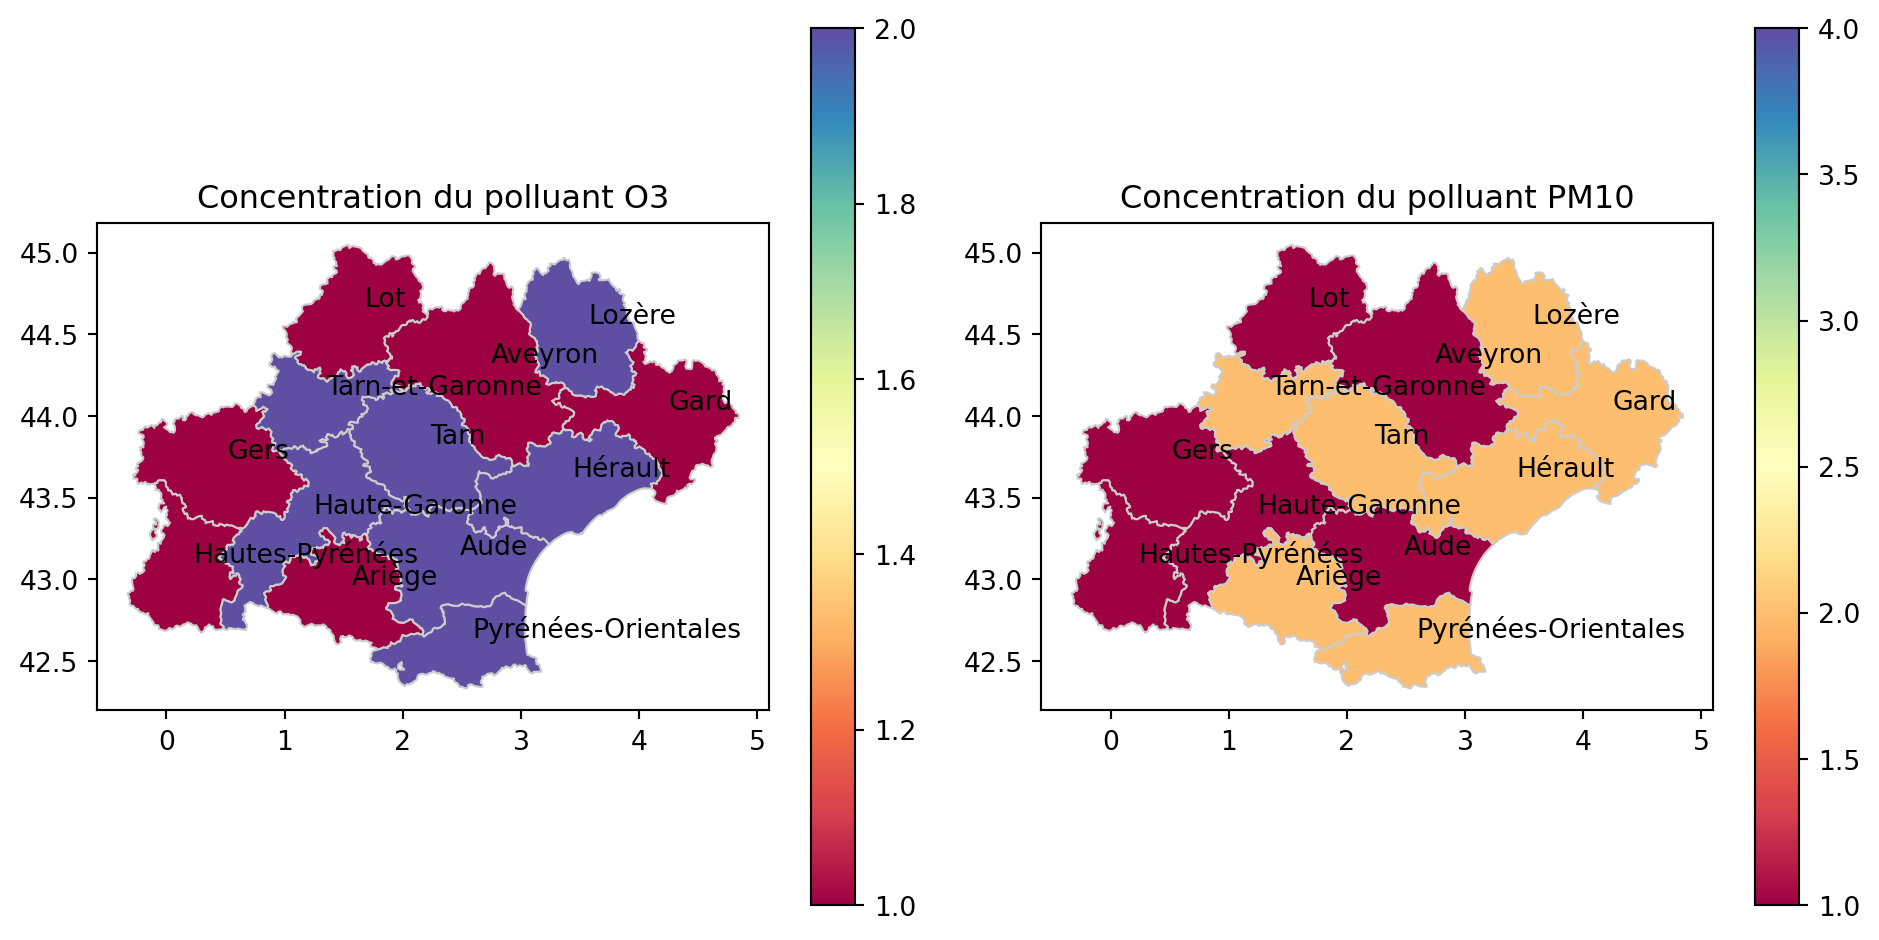 Concentration du polluant O3
45.0
44.5
44.0
43.5
43.0
42.5
0 1 2 3 4 5
Lot
Lozère
Aveyron
Tarn-et-Garonne
Gard
Tarn
Gers
Hérault
Haute-Garonne
Aude
Hautes-Pyrénées
Ariège
Pyrénées-Orientales
2.0
1.8
1.6
1.4
1.2
1.0
Concentration du polluant PM10
45.0
44.5
44.0
43.5
43.0
42.5
0 1 2 3 4 5
Lot
Lozère
Aveyron
Tarn-et-Garonne
Gard
Tarn
Gers
Hérault
Haute-Garonne
Aude
Hautes-Pyrénées
Ariège
Pyrénées-Orientales
4.0
3.5
3.0
2.5
2.0
1.5
1.0